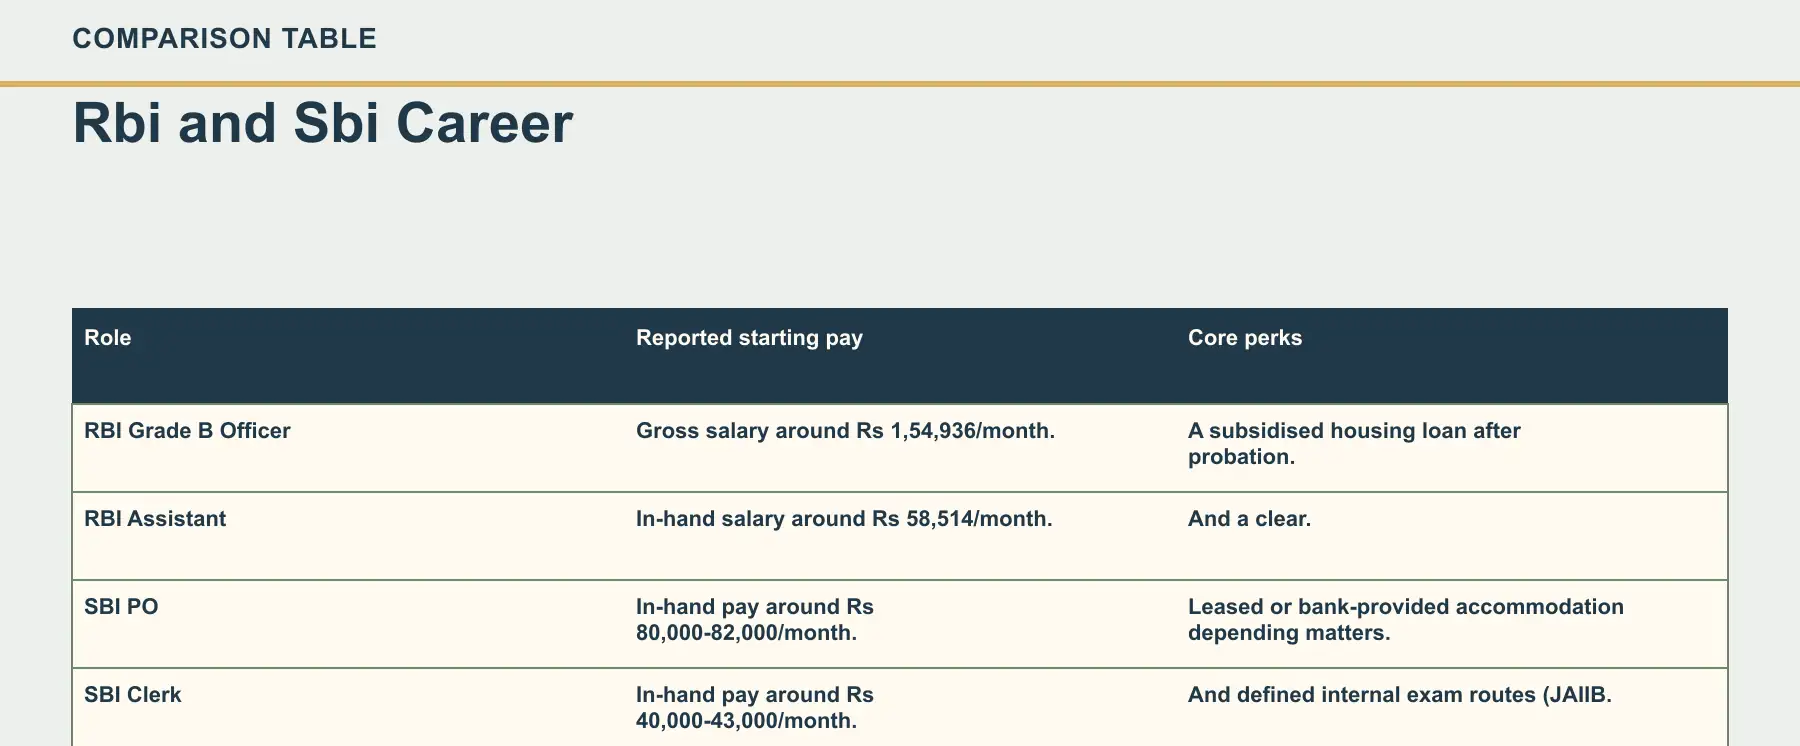 COMPARISON TABLE
Rbi and Sbi Career
Role
Reported starting pay
Core perks
RBI Grade B Officer
Gross salary around Rs 1,54,936/month.
A subsidised housing loan after
probation.
RBI Assistant
In-hand salary around Rs 58,514/month.
And a clear.
SBI PO
In-hand pay around Rs
80,000-82,000/month.
Leased or bank-provided accommodation
depending matters.
SBI Clerk
In-hand pay around Rs
40,000-43,000/month.
And defined internal exam routes (JAIIB.